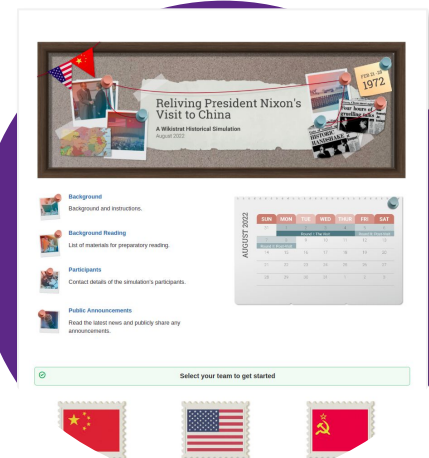 FEB 21 -28
1972
Reliving President Nixon's
Visit to China
A Wikistrat Historical Simulation
August 2022
HISTORIC
HANDSHAKE
Background
Background and instructions.
Background Reading
List of materials for preparatory reading.
Participants
Contact details of the simulation's participants.
Public Announcements
Read the latest news and publicly share any
announcements.
AUGUST 2022
SUN MON TUE WED THUR FRI SAT
Select your team to get started